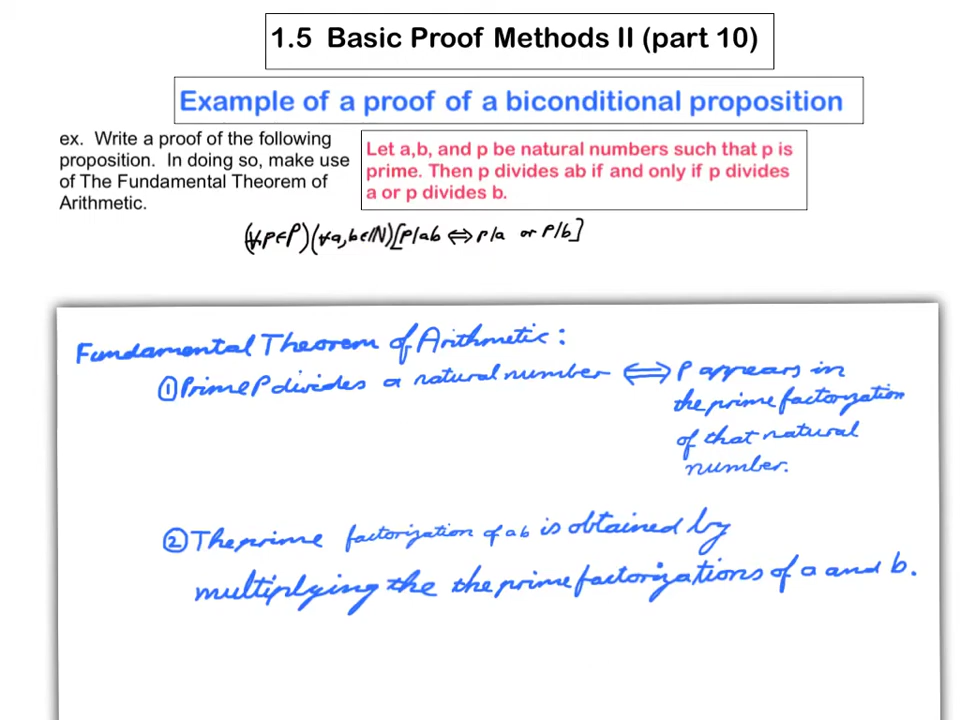 1.5 Basic Proof Methods II (part 10)
Example of a proof of a biconditional proposition
ex. Write a proof of the following
proposition. In doing so, make use
of The Fundamental Theorem of
Arithmetic.
Let a,b, and p be natural numbers such that p is
prime. Then p divides ab if and only if p divides
a or p divides b.
(∀p∈P)(∀a,b∈ℕ)[p/ab ⇔ p/a or p/b]
Fundamental Theorem of Arithmetic:
① Prime P divides a natural number ⇔ P appears in
the prime factorization
of that natural
number.
② The prime factorization of ab is obtained by
multiplying the the prime factorizations of a and b.